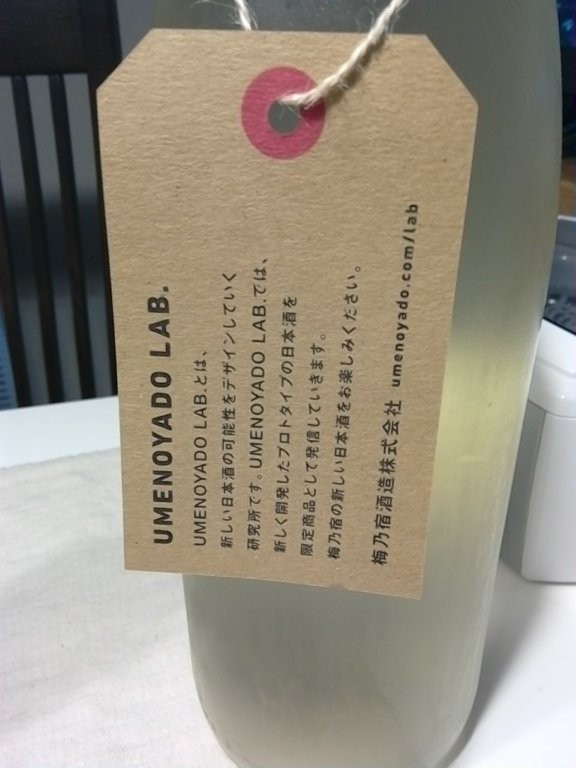 UMENOYADO LAB.
UMENOYADO LAB.とは、
新しい日本酒の可能性をデザインしていく
研究所です。UMENOYADO LAB.では、
新しく開発したプロトタイプの日本酒を
限定商品として発信していきます。
梅乃宿の新しい日本酒をお楽しみください。
梅乃宿酒造株式会社 umenoyado.com/lab